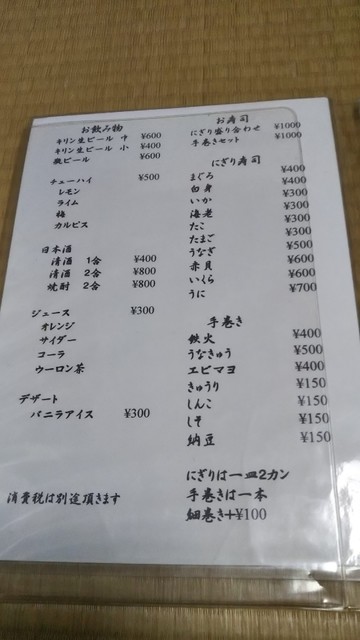 お飲み物
キリン生ビール 中 ¥600
キリン生ビール 小 ¥400
瓶ビール ¥600
チューハイ ¥500
レモン
ライム
梅
カルピス
日本酒
清酒 1合 ¥400
清酒 2合 ¥800
焼酎 2合 ¥800
ジュース ¥300
オレンジ
サイダー
コーラ
ウーロン茶
デザート
バニラアイス ¥300
消費税は別途頂きます
お寿司
にぎり盛り合わせ ¥1000
手巻きセット ¥1000
にぎり寿司
まぐろ ¥400
白身 ¥400
いか ¥300
海老 ¥300
たこ ¥300
たまご ¥300
うなぎ ¥500
赤貝 ¥600
いくら ¥600
うに ¥700
手巻き
鉄火 ¥400
うなきゅう ¥500
エビマヨ ¥400
きゅうり ¥150
しんこ ¥150
しそ ¥150
納豆 ¥150
にぎりは一皿2カン
手巻きは一本
細巻き+¥100